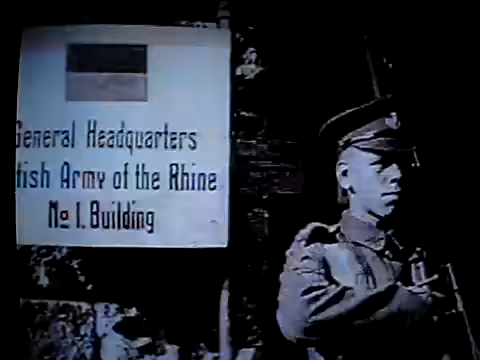 General Headquarters
tish Army of the Rhine
No 1. Building